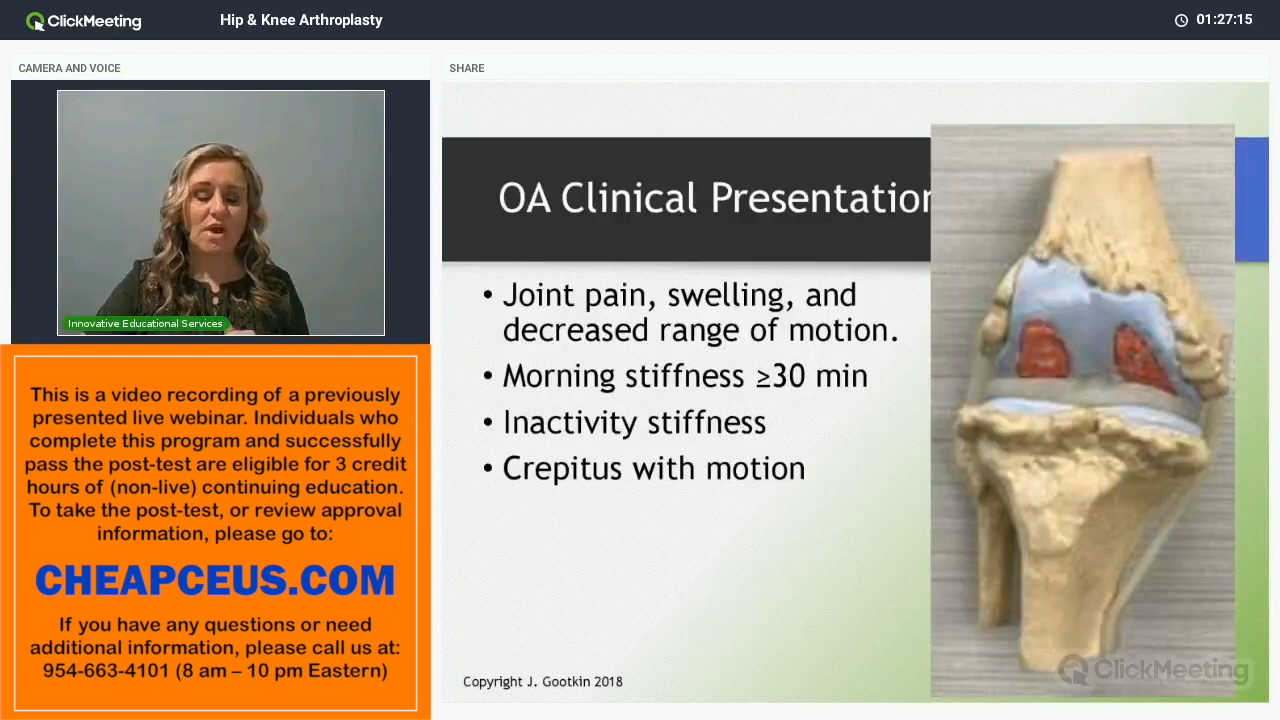 ClickMeeting
Hip & Knee Arthroplasty
01:27:15
CAMERA AND VOICE
SHARE
Innovative Educational Services
This is a video recording of a previously
presented live webinar. Individuals who
complete this program and successfully
pass the post-test are eligible for 3 credit
hours of (non-live) continuing education.
To take the post-test, or review approval
information, please go to:
CHEAPCEUS.COM
If you have any questions or need
additional information, please call us at:
954-663-4101 (8 am – 10 pm Eastern)
OA Clinical Presentation
• Joint pain, swelling, and
decreased range of motion.
• Morning stiffness ≥30 min
• Inactivity stiffness
• Crepitus with motion
Copyright J. Gootkin 2018
ClickMeeting